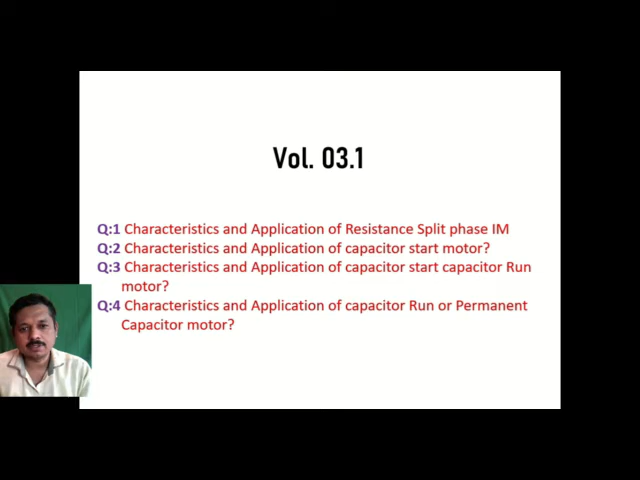 Vol. 03.1
Q:1 Characteristics and Application of Resistance Split phase IM
Q:2 Characteristics and Application of capacitor start motor?
Q:3 Characteristics and Application of capacitor start capacitor Run
motor?
Q:4 Characteristics and Application of capacitor Run or Permanent
Capacitor motor?